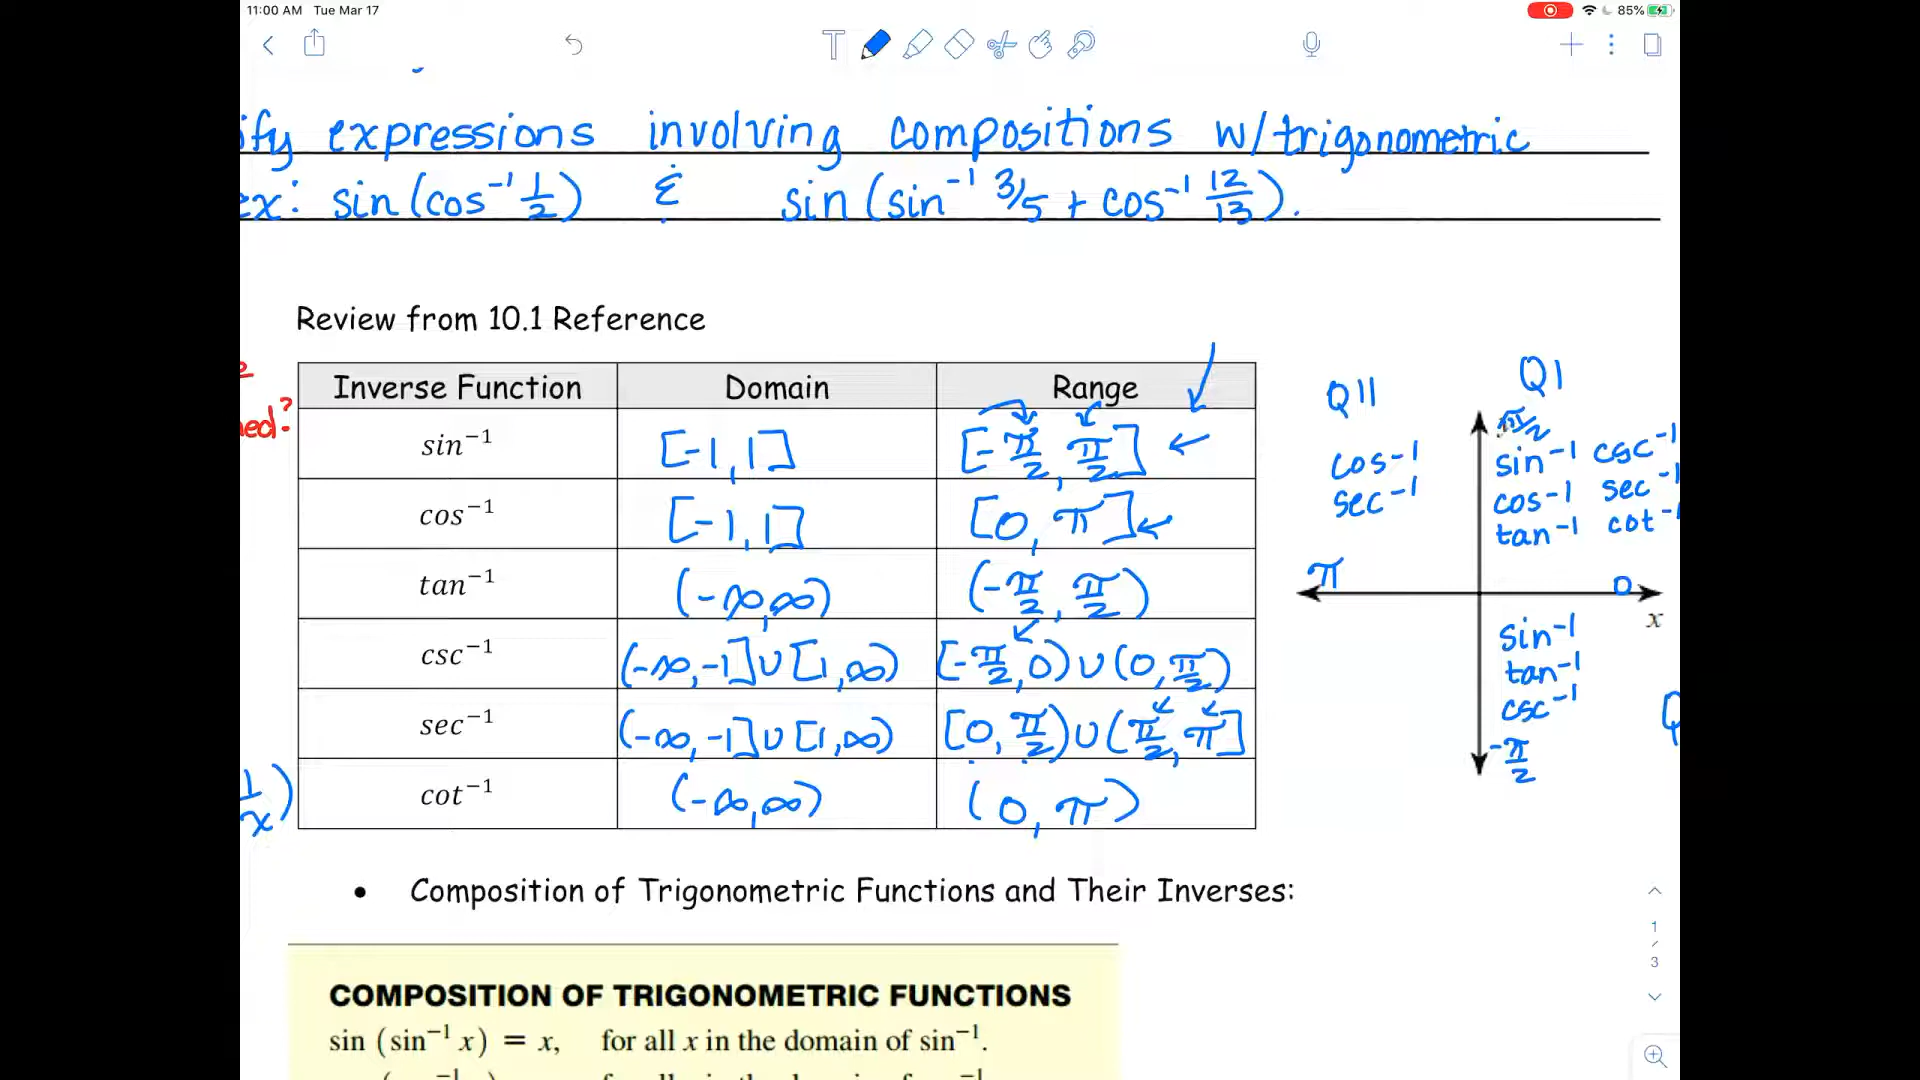 11:00 AM Tue Mar 17
85%
ify expressions involving compositions w/trigonometric
ex: sin(cos⁻¹ 1/2) & sin(sin⁻¹ 3/5 + cos⁻¹ 12/13).
Review from 10.1 Reference
ned?
Inverse Function Domain Range
sin⁻¹ [-1,1] [-π/2, π/2]
cos⁻¹ [-1,1] [0, π]
tan⁻¹ (-∞,∞) (-π/2, π/2)
csc⁻¹ (-∞,-1]∪[1,∞) [-π/2,0)∪(0,π/2)
sec⁻¹ (-∞,-1]∪[1,∞) [0,π/2)∪(π/2,π]
cot⁻¹ (-∞,∞) (0, π)
1/x)
QII
cos⁻¹
sec⁻¹
π
QI
π/2
sin⁻¹ csc⁻¹
cos⁻¹ sec⁻¹
tan⁻¹ cot⁻¹
0
x
sin⁻¹
tan⁻¹
csc⁻¹
-π/2
Q
• Composition of Trigonometric Functions and Their Inverses:
COMPOSITION OF TRIGONOMETRIC FUNCTIONS
sin (sin⁻¹ x) = x, for all x in the domain of sin⁻¹.
1
/
3